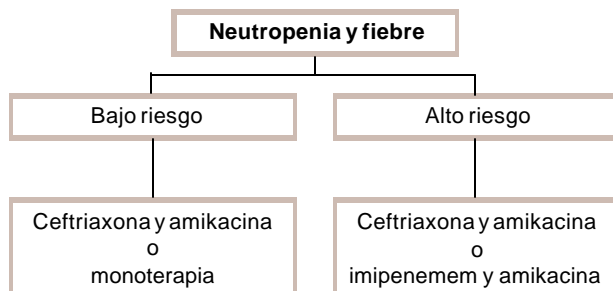 Neutropenia y fiebre
Bajo riesgo
Alto riesgo
Ceftriaxona y amikacina
o
monoterapia
Ceftriaxona y amikacina
o
imipenemem y amikacina